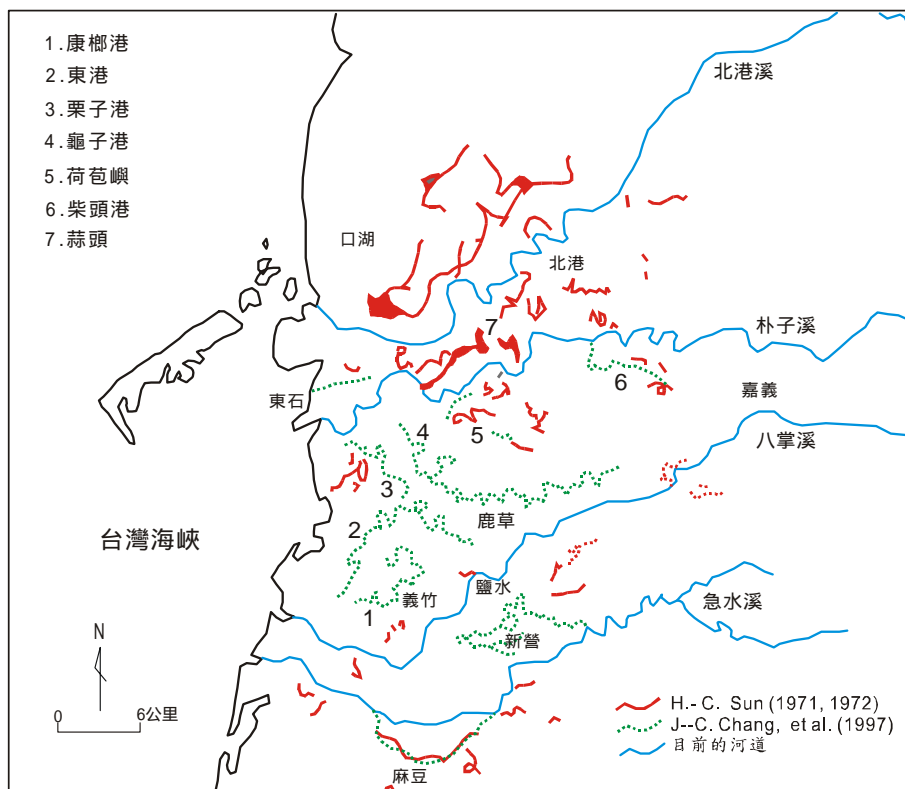 1.康榔港
2.東港
3.栗子港
4.龜子港
5.荷苞嶼
6.柴頭港
7.蒜頭
北港溪
口湖
北港
7
朴子溪
6
東石
嘉義
5
4
八掌溪
3
鹿草
2
台灣海峽
鹽水
義竹
1
急水溪
新營
N
0 6公里
H.- C. Sun (1971, 1972)
J--C. Chang, et al. (1997)
目前的河道
麻豆